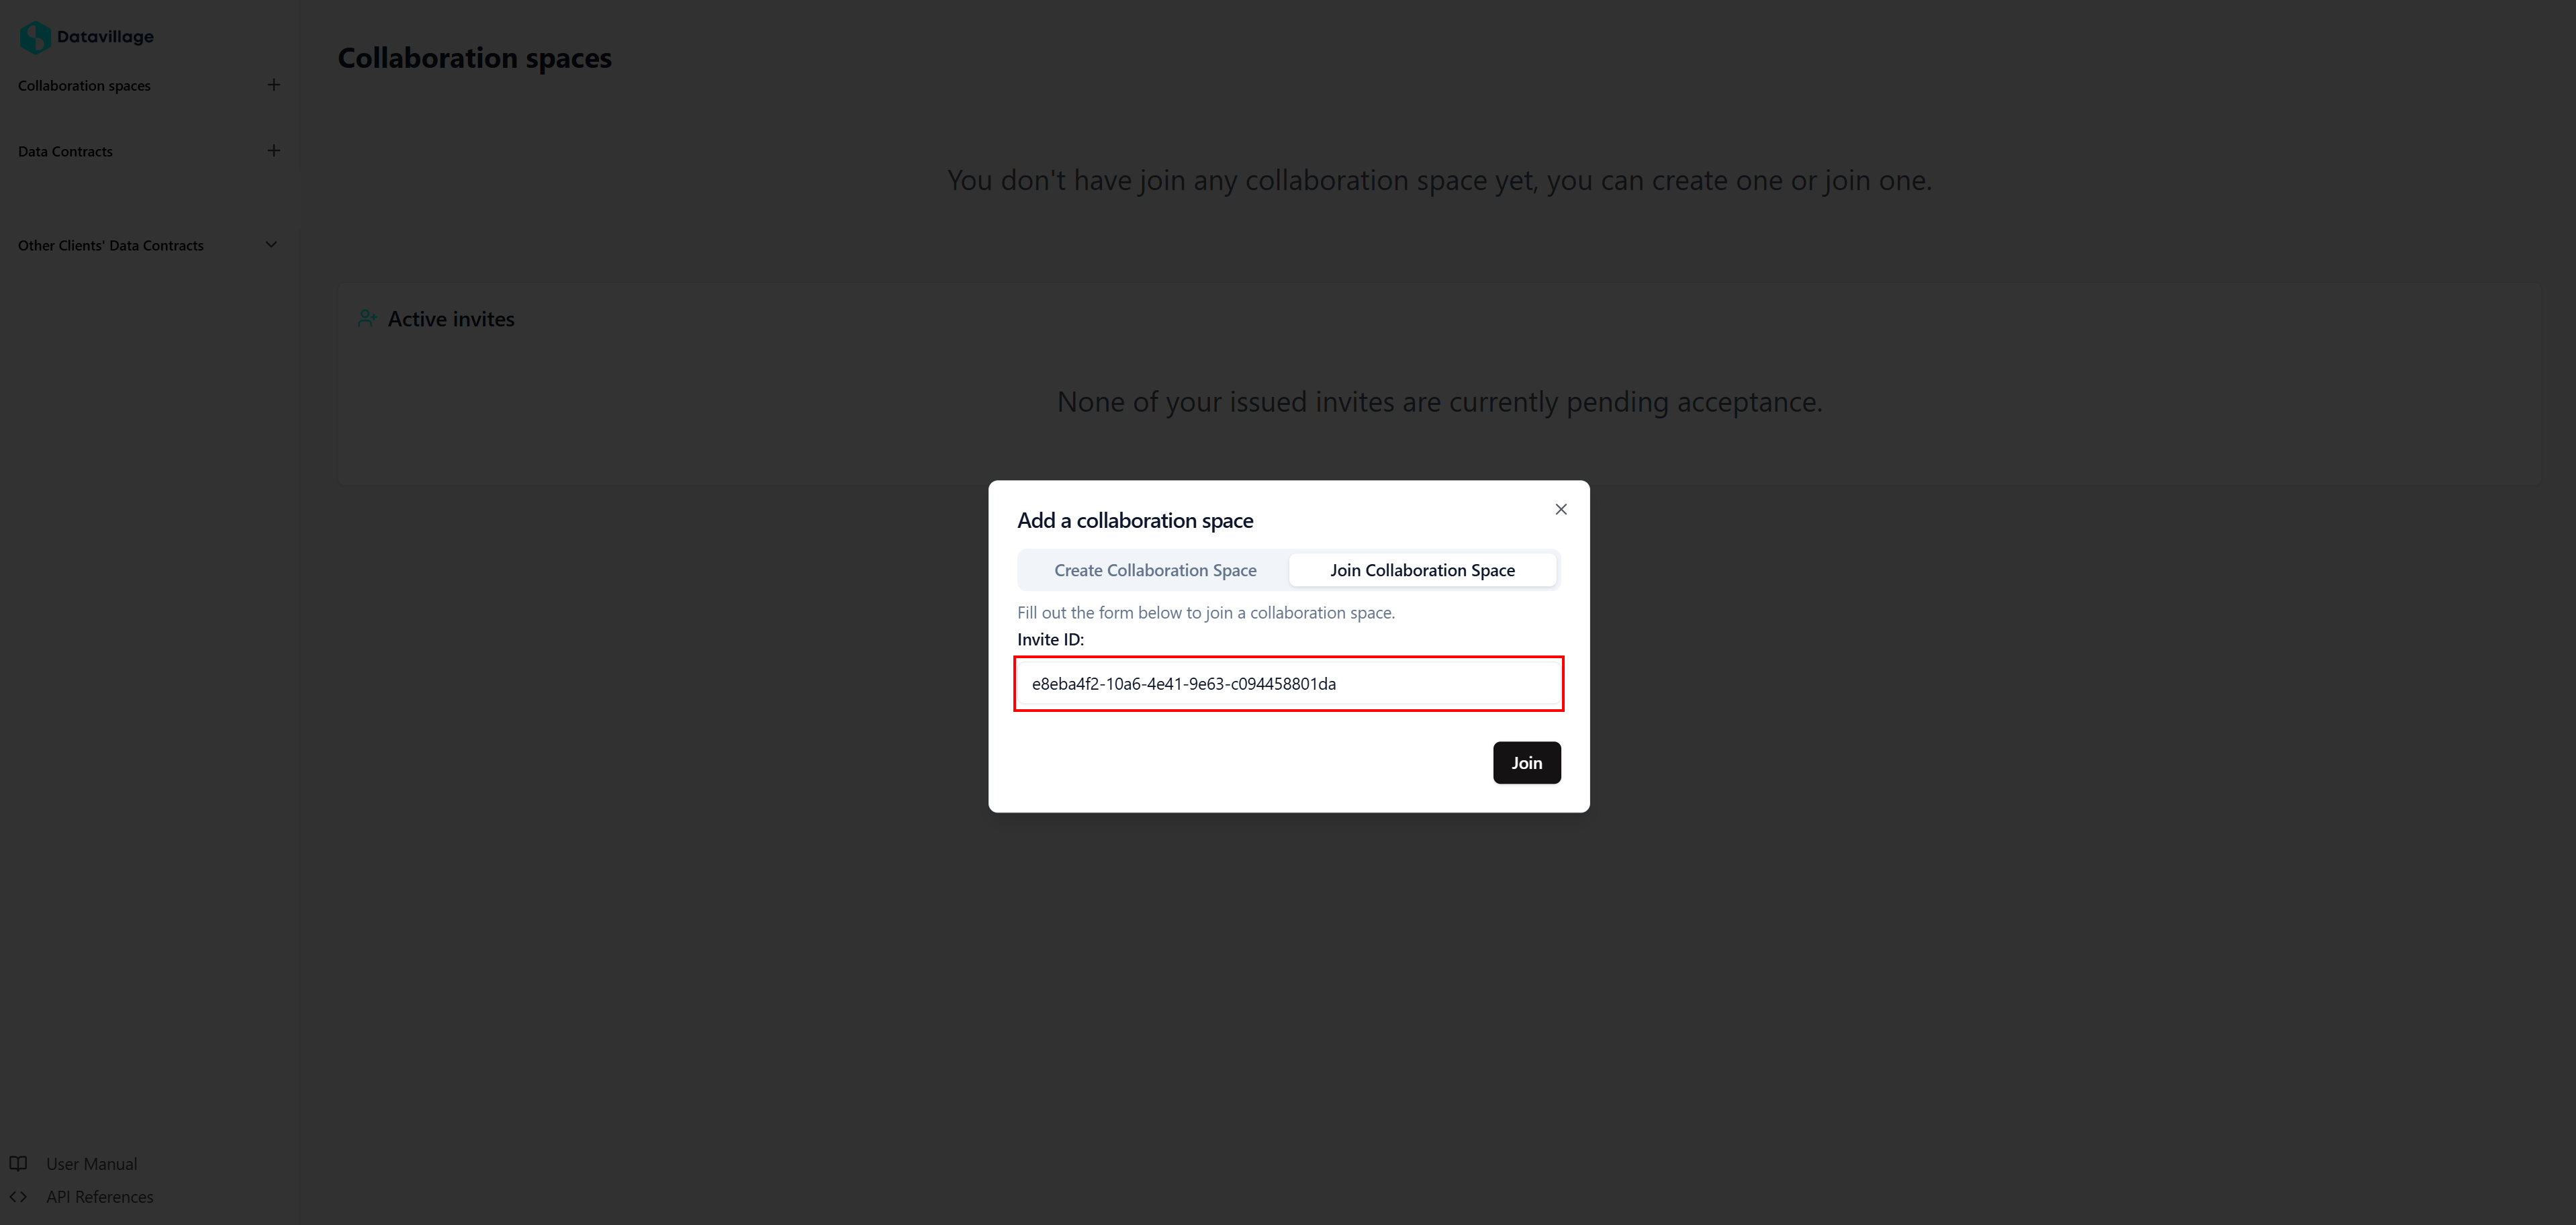 Datavillage
Collaboration spaces
Data Contracts
Other Clients' Data Contracts
Collaboration spaces
You don't have join any collaboration space yet, you can create one or join one.
Active invites
None of your issued invites are currently pending acceptance.
Add a collaboration space
Create Collaboration Space
Join Collaboration Space
Fill out the form below to join a collaboration space.
Invite ID:
e8eba4f2-10a6-4e41-9e63-c094458801da
Join
User Manual
API References